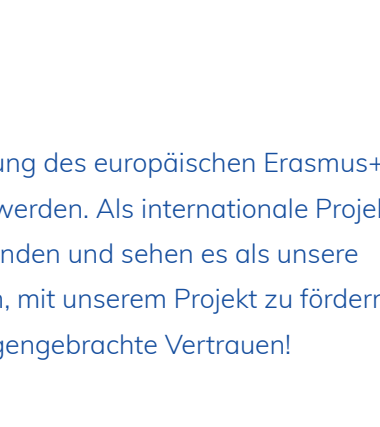 ung des europäischen Erasmus+
werden. Als internationale Projek
nden und sehen es als unsere
, mit unserem Projekt zu fördern
gengebrachte Vertrauen!